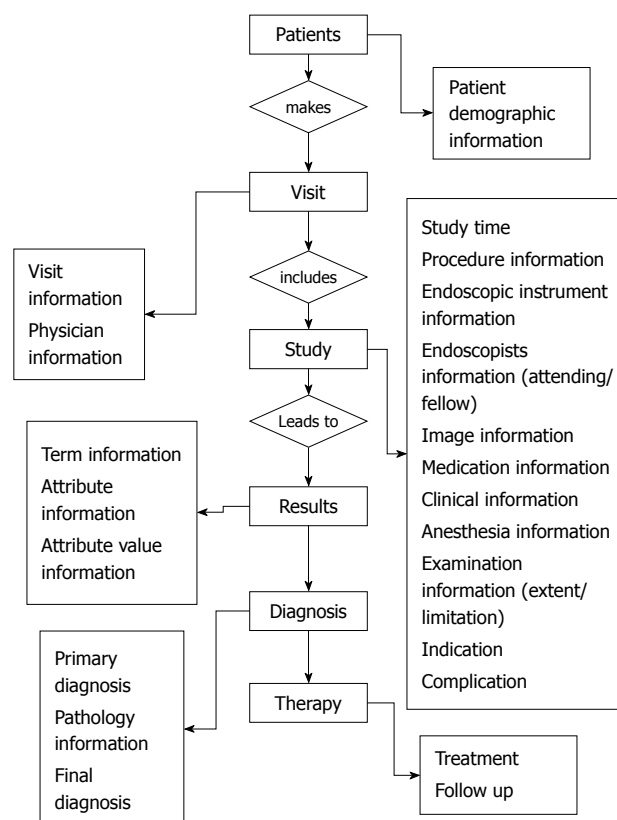 Patients
makes
Patient
demographic
information
Visit
Visit
information
Physician
information
includes
Study
Study time
Procedure information
Endoscopic instrument
information
Endoscopists
information (attending/
fellow)
Image information
Medication information
Clinical information
Anesthesia information
Examination
information (extent/
limitation)
Indication
Complication
Leads to
Results
Term information
Attribute
information
Attribute value
information
Diagnosis
Primary
diagnosis
Pathology
information
Final
diagnosis
Therapy
Treatment
Follow up